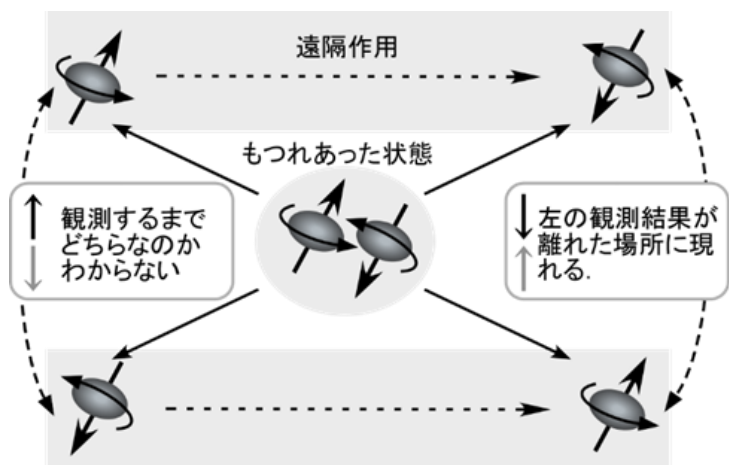 遠隔作用
もつれあった状態
観測するまで
どちらなのか
わからない
左の観測結果が
離れた場所に現
れる.